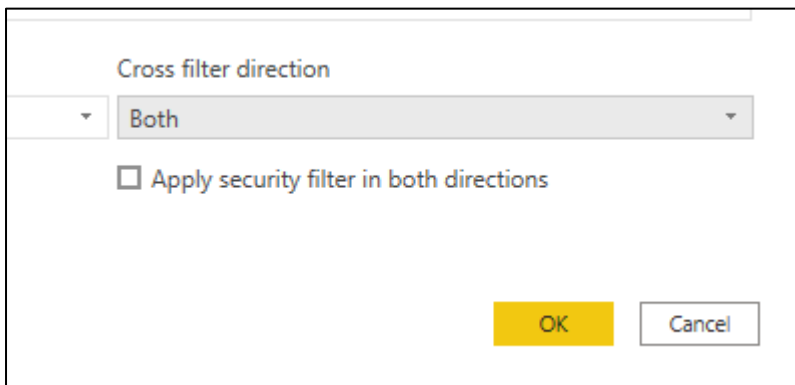 Cross filter direction
Both
Apply security filter in both directions
OK Cancel